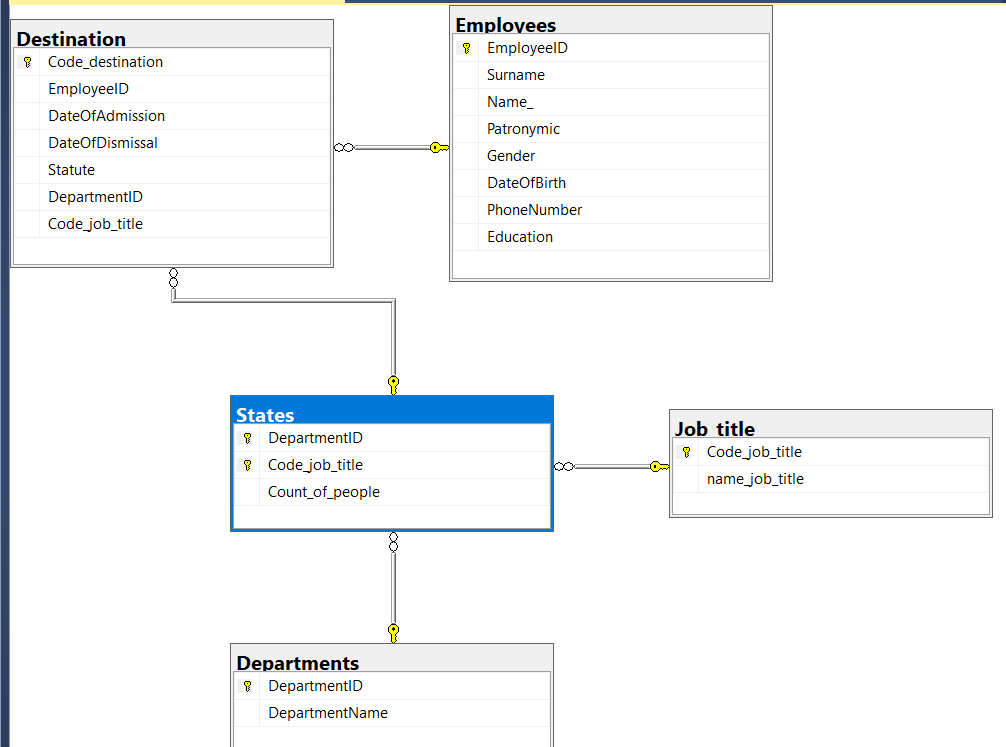 Destination
Code_destination
EmployeeID
DateOfAdmission
DateOfDismissal
Statute
DepartmentID
Code_job_title
Employees
EmployeeID
Surname
Name_
Patronymic
Gender
DateOfBirth
PhoneNumber
Education
States
DepartmentID
Code_job_title
Count_of_people
Job_title
Code_job_title
name_job_title
Departments
DepartmentID
DepartmentName